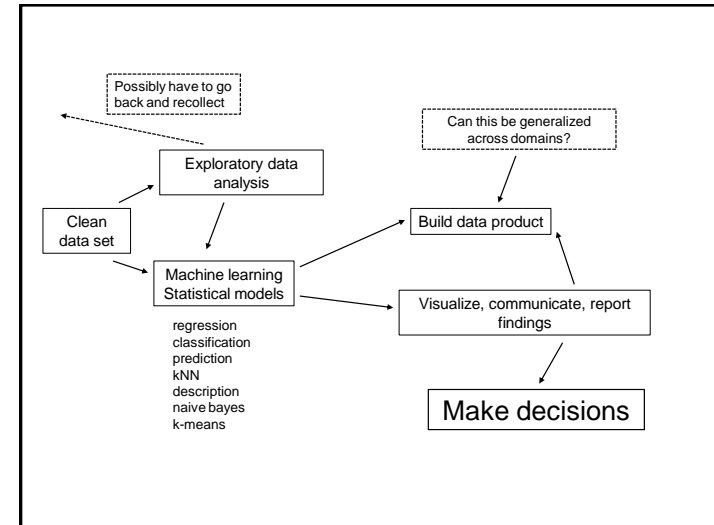 Possibly have to go
back and recollect
Can this be generalized
across domains?
Exploratory data
analysis
Clean
data set
Build data product
Machine learning
Statistical models
Visualize, communicate, report
findings
regression
classification
prediction
kNN
description
naive bayes
k-means
Make decisions